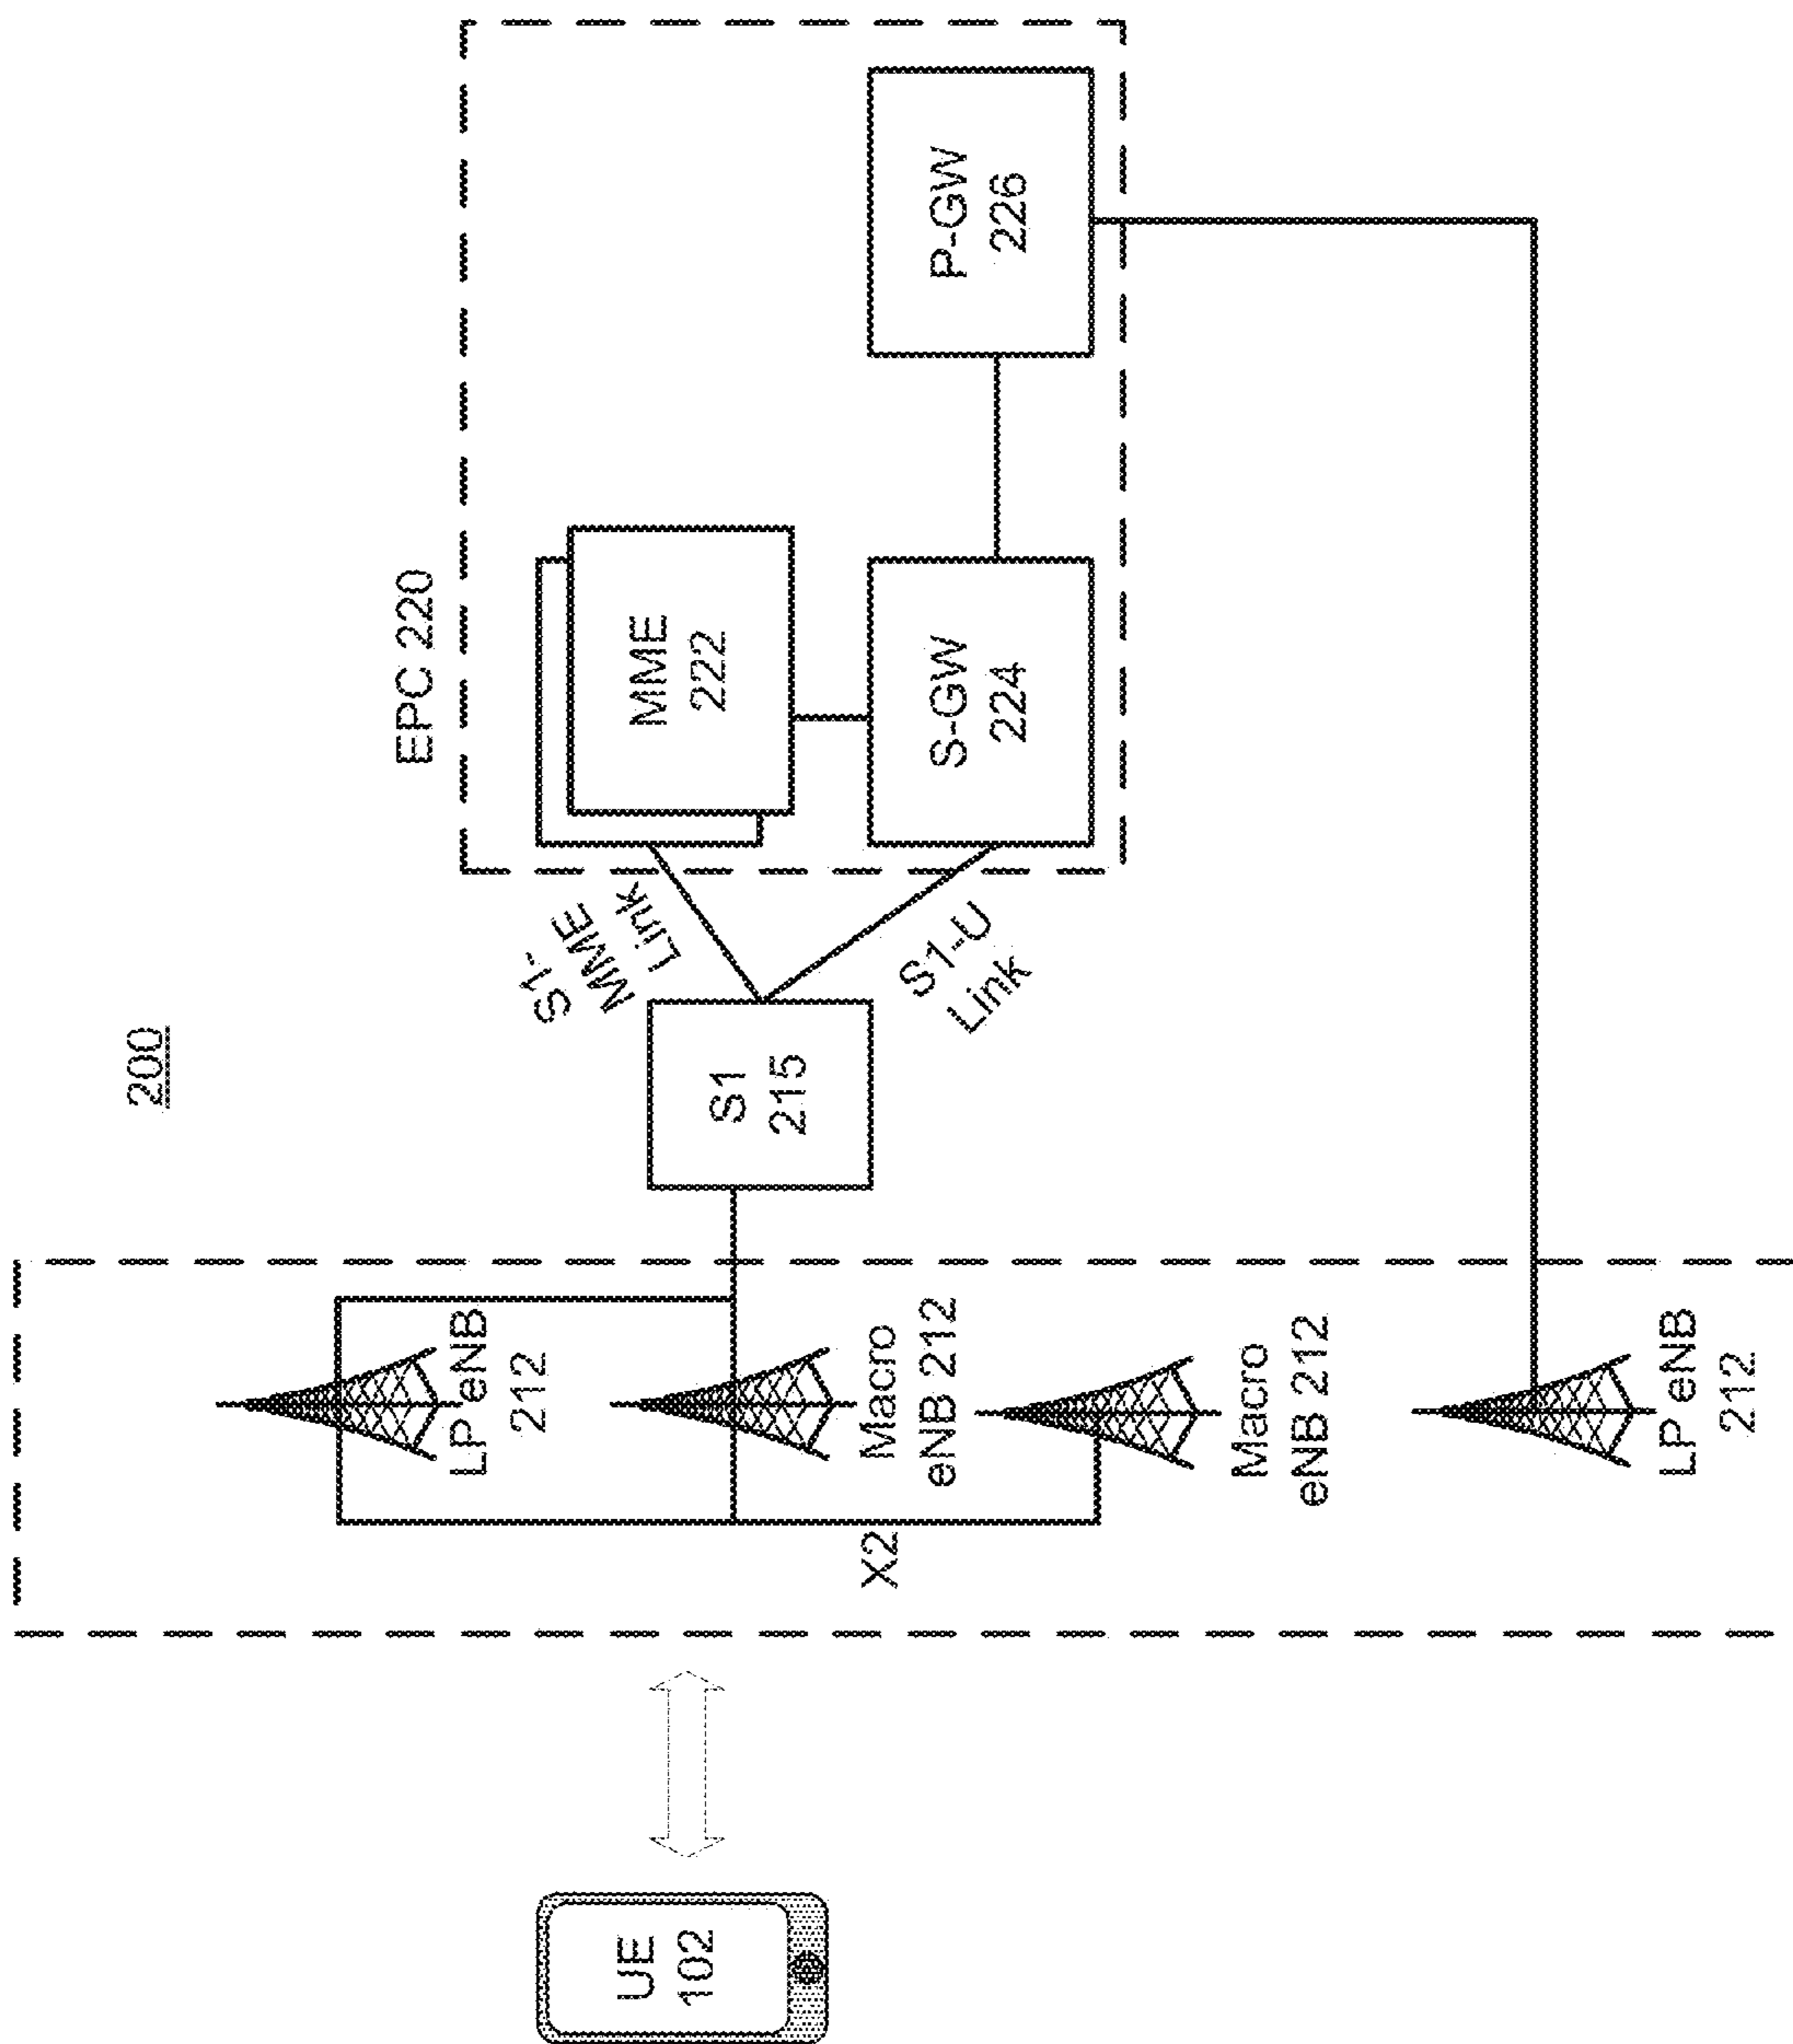 200
UE
102
LP eNB
212
Macro
eNB 212
X2
Macro
eNB 212
LP eNB
212
S1
215
S1-
MME
Link
S1-U
Link
EPC 220
MME
222
S-GW
224
P-GW
226